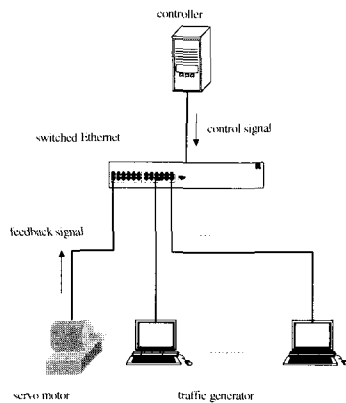 controller
control signal
switched Ethernet
feedback signal
....
........
servo motor
traffic generator